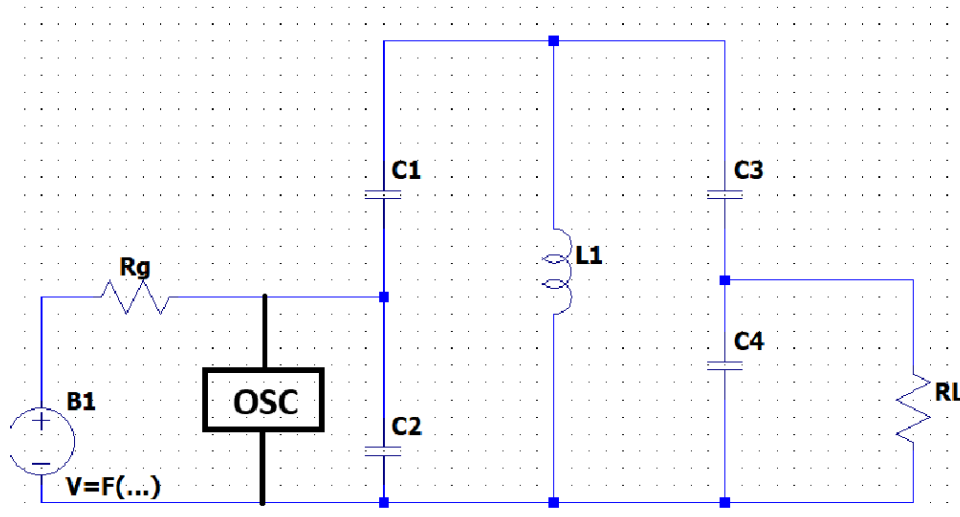 C1
C3
L1
Rg
C4
B1
OSC
RL
C2
V=F(...)